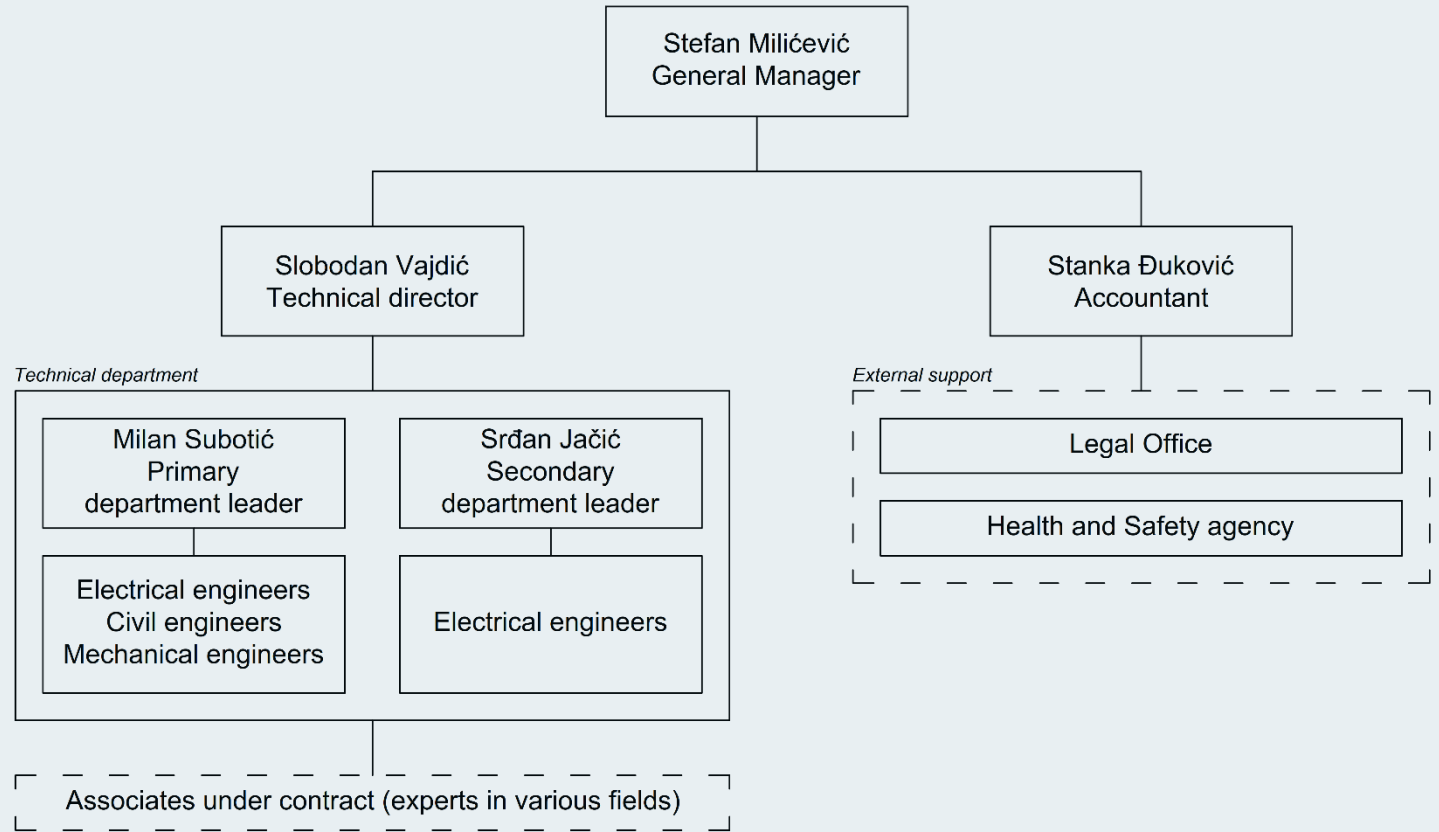 Stefan Milićević
General Manager
Slobodan Vajdić
Technical director
Stanka Đuković
Accountant
Technical department
Milan Subotić
Primary
department leader
Srđan Jačić
Secondary
department leader
Electrical engineers
Civil engineers
Mechanical engineers
Electrical engineers
Associates under contract (experts in various fields)
External support
Legal Office
Health and Safety agency